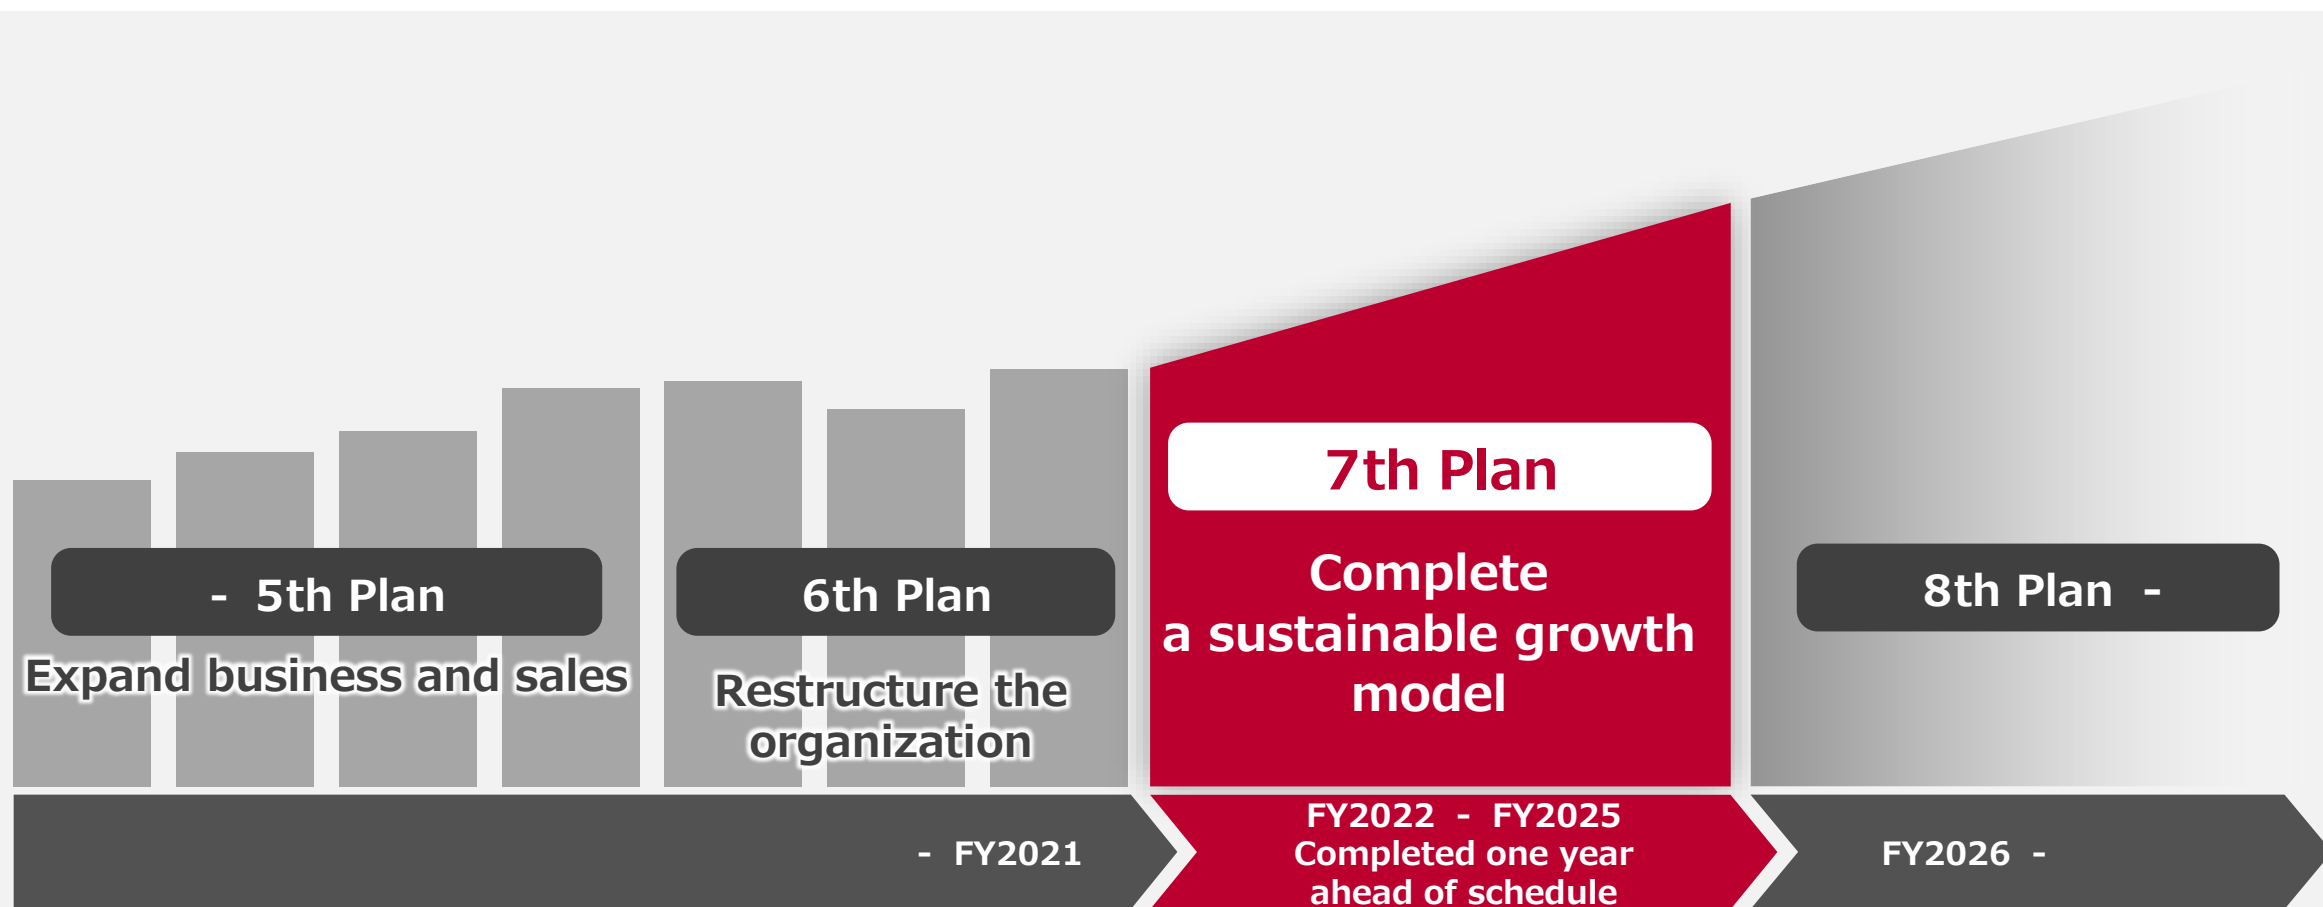 - 5th Plan
Expand business and sales
6th Plan
Restructure the
organization
7th Plan
Complete
a sustainable growth
model
8th Plan -
- FY2021
FY2022 - FY2025
Completed one year
ahead of schedule
FY2026 -